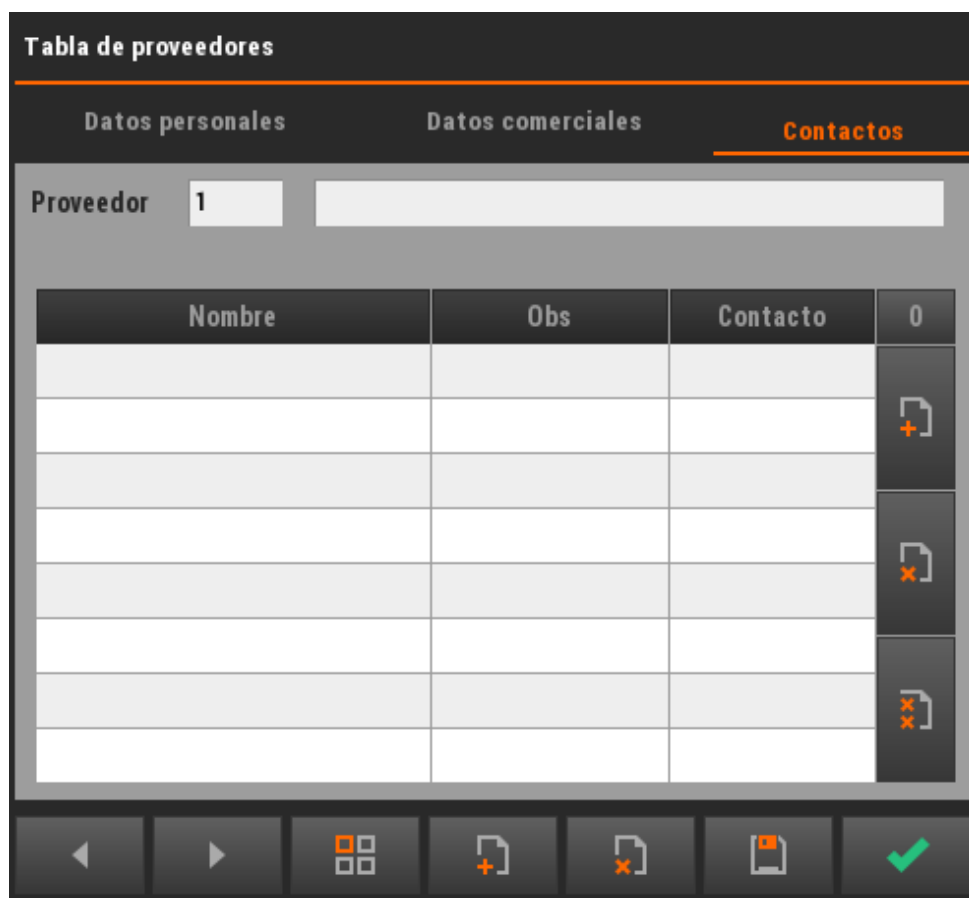 Tabla de proveedores
Datos personales Datos comerciales Contactos
Proveedor 1
Nombre Obs Contacto 0